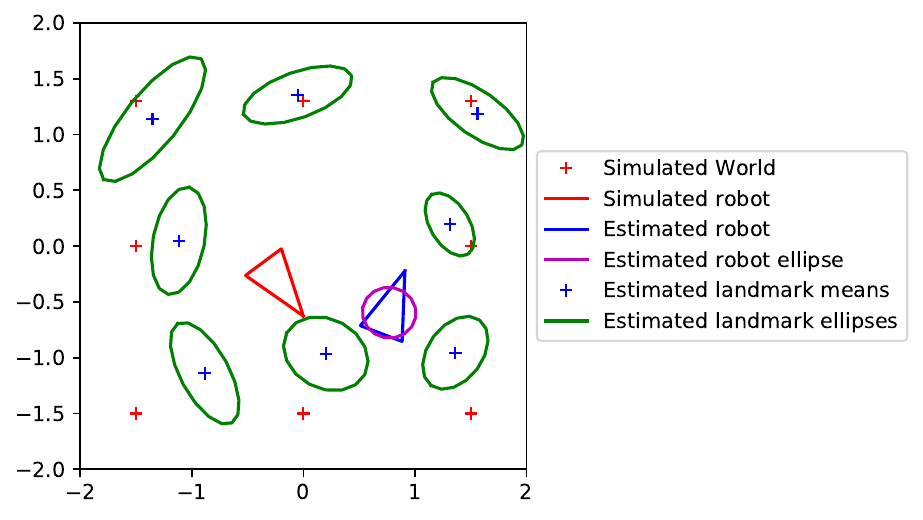 2.0
1.5
1.0
0.5
0.0
−0.5
−1.0
−1.5
−2.0
−2
−1
0
1
2
Simulated World
Simulated robot
Estimated robot
Estimated robot ellipse
Estimated landmark means
Estimated landmark ellipses